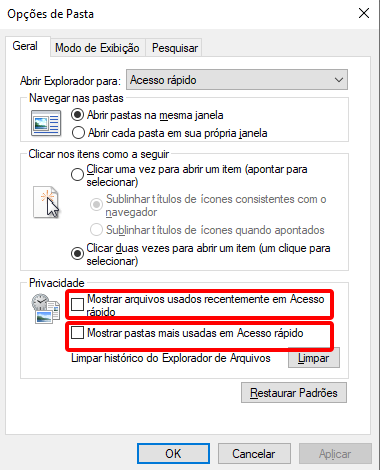 Opções de Pasta
Geral Modo de Exibição Pesquisar
Abrir Explorador para: Acesso rápido
Navegar nas pastas
Abrir pastas na mesma janela
Abrir cada pasta em sua própria janela
Clicar nos itens como a seguir
Clicar uma vez para abrir um item (apontar para
selecionar)
Sublinhar títulos de ícones consistentes com o
navegador
Sublinhar títulos de ícones quando apontados
Clicar duas vezes para abrir um item (um clique para
selecionar)
Privacidade
Mostrar arquivos usados recentemente em Acesso
rápido
Mostrar pastas mais usadas em Acesso rápido
Limpar histórico do Explorador de Arquivos Limpar
Restaurar Padrões
OK Cancelar Aplicar